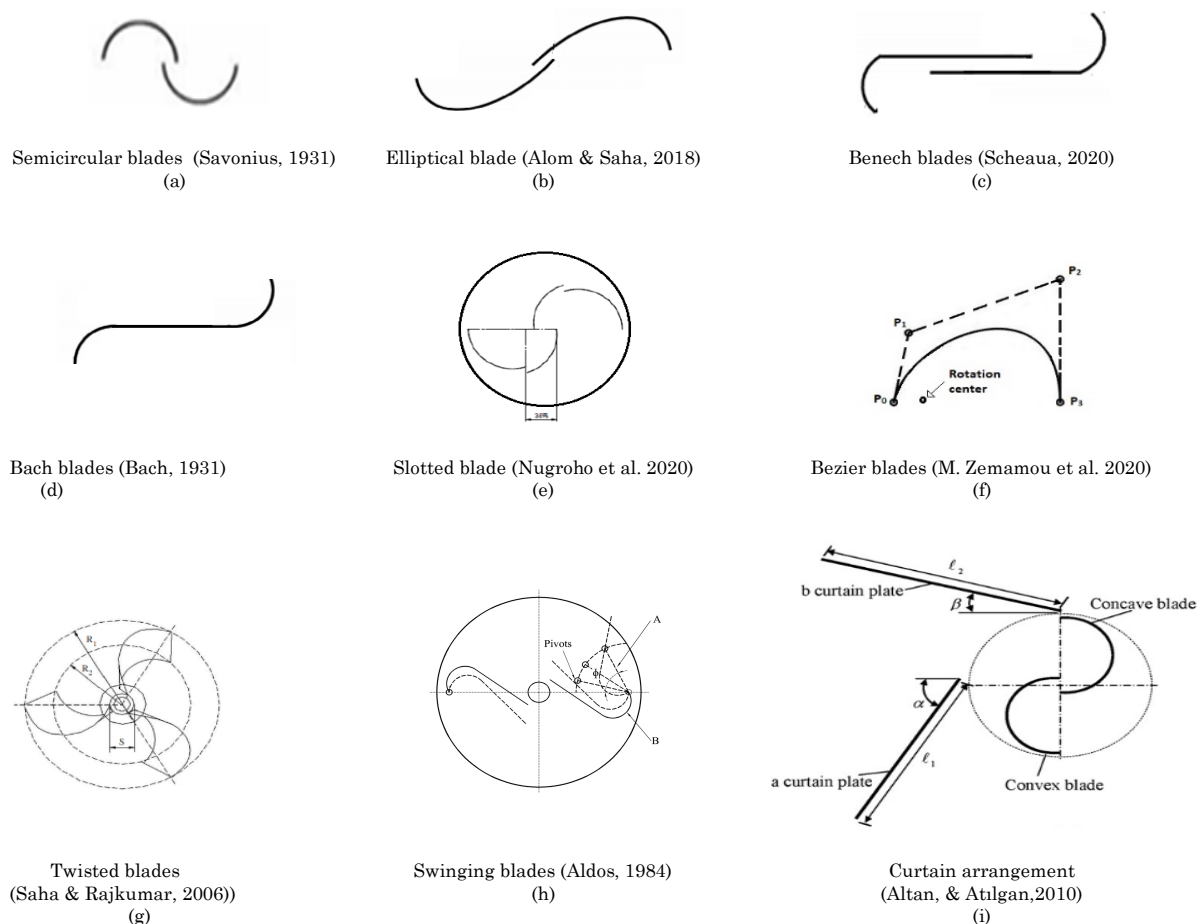 Semicircular blades (Savonius, 1931)
(a)
Elliptical blade (Alom & Saha, 2018)
(b)
Benech blades (Scheaua, 2020)
(c)
Bach blades (Bach, 1931)
(d)
Slotted blade (Nugroho et al. 2020)
(e)
P₀
P₁
P₂
P₃
Rotation
center
Bezier blades (M. Zemamou et al. 2020)
(f)
R₁
R₂
S
Twisted blades
(Saha & Rajkumar, 2006))
(g)
Pivots
A
ϕ
B
Swinging blades (Aldos, 1984)
(h)
ℓ₂
b curtain plate
β
Concave blade
α
ℓ₁
a curtain plate
Convex blade
Curtain arrangement
(Altan, & Atılgan,2010)
(i)